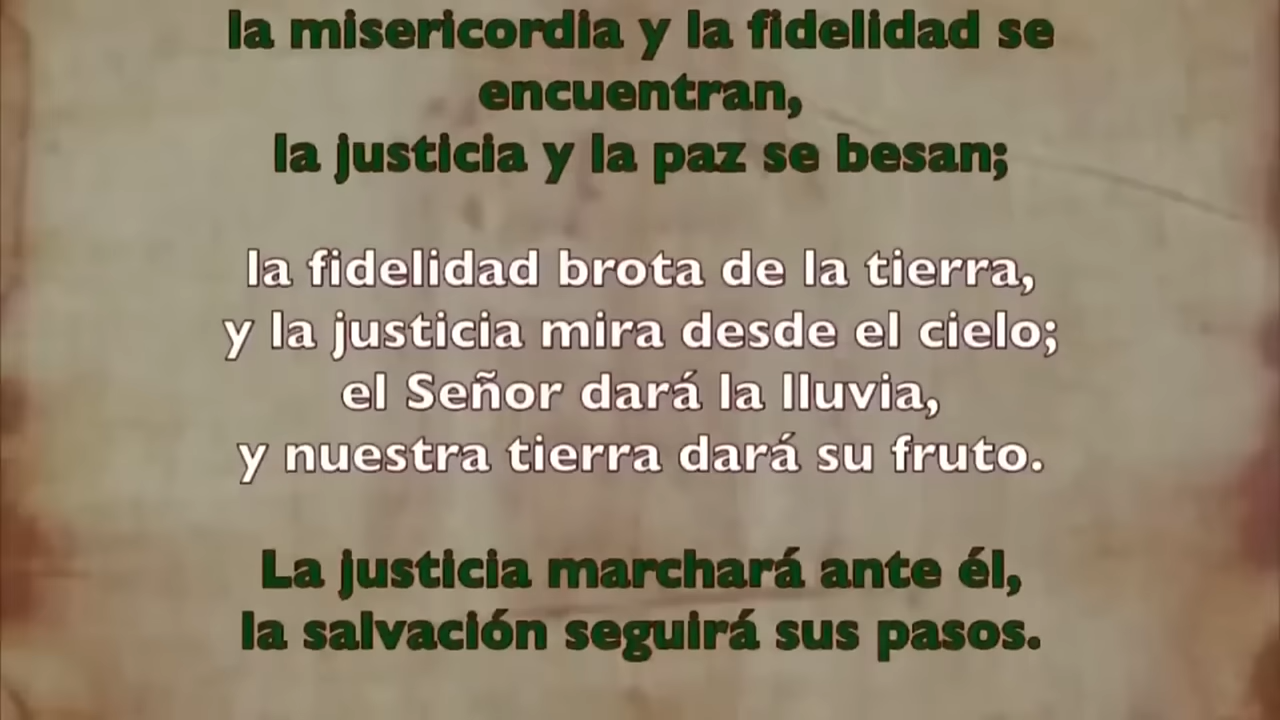 la misericordia y la fidelidad se
encuentran,
la justicia y la paz se besan;
la fidelidad brota de la tierra,
y la justicia mira desde el cielo;
el Señor dará la lluvia,
y nuestra tierra dará su fruto.
La justicia marchará ante él,
la salvación seguirá sus pasos.